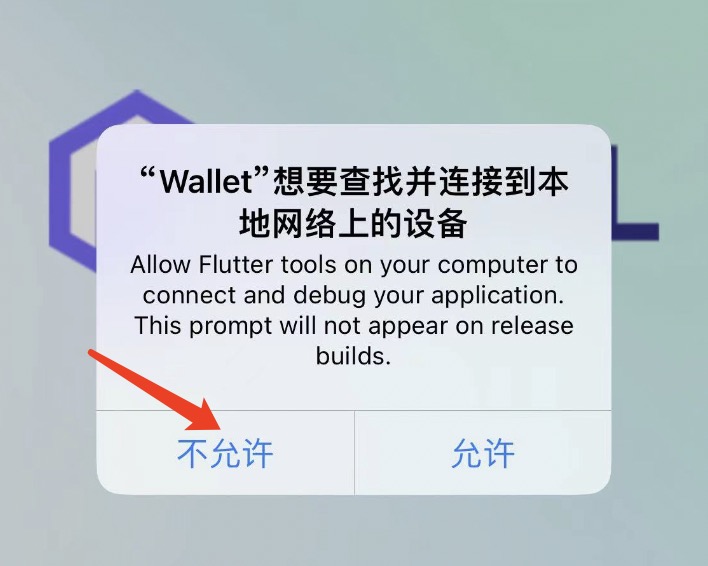 “Wallet”想要查找并连接到本
地网络上的设备
Allow Flutter tools on your computer to
connect and debug your application.
This prompt will not appear on release
builds.
不允许
允许